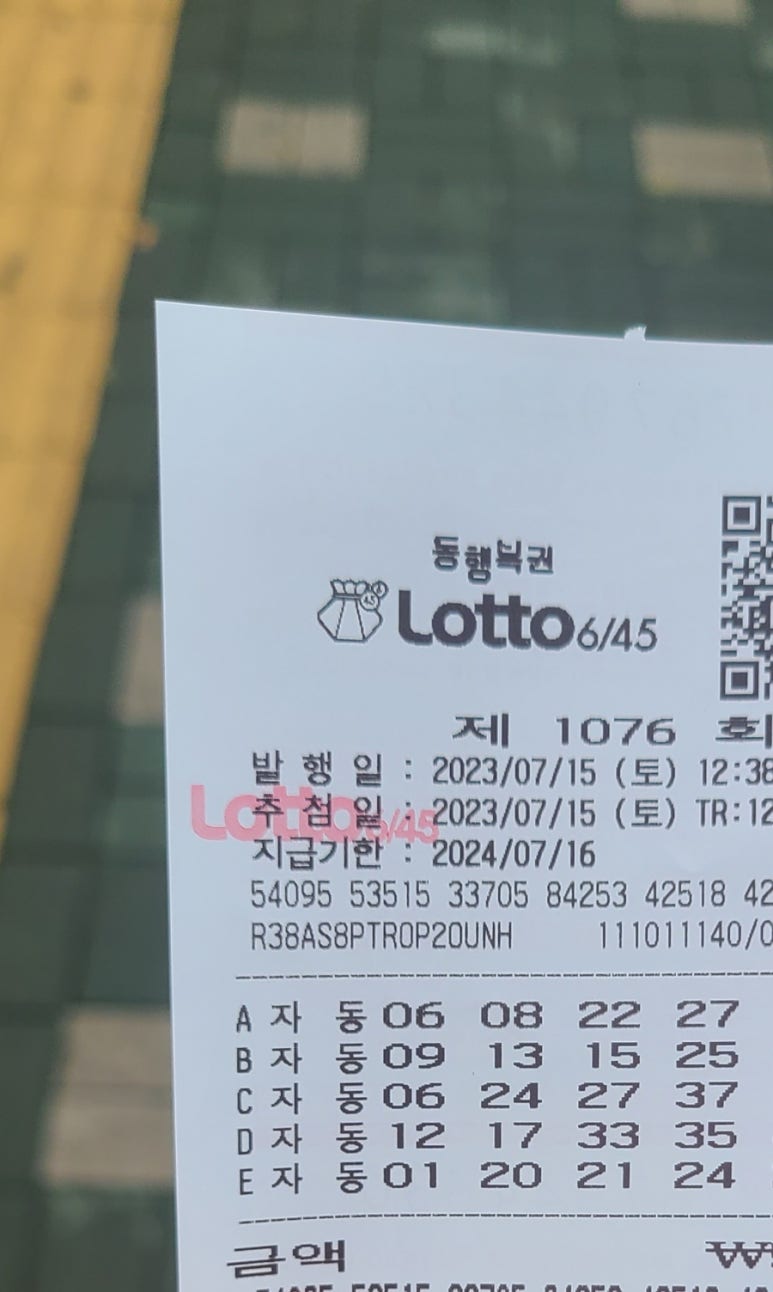 동행복권
Lotto 6/45
제 1076 회
발 행 일 : 2023/07/15 (토) 12:38
추 첨 일 : 2023/07/15 (토) TR:12
Lotto 6/45
지급기한 : 2024/07/16
54095 53515 33705 84253 42518 42
R38AS8PTR0P20UNH 111011140/0
A 자 동 06 08 22 27
B 자 동 09 13 15 25
C 자 동 06 24 27 37
D 자 동 12 17 33 35
E 자 동 01 20 21 24
금액 ₩